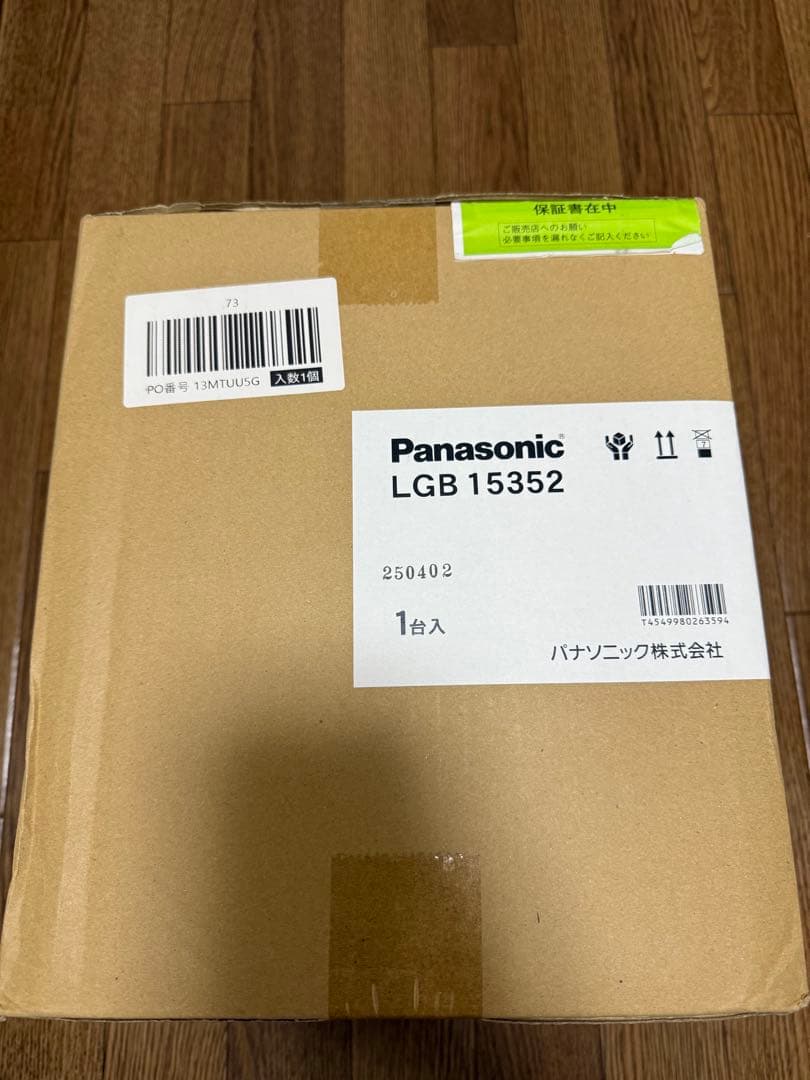 保証書在中
ご販売店へのお願い
必要事項を漏れなくご記入ください
73
PO番号 13MTUU5G 入数1個
Panasonic®
LGB 15352
7
250402
1台入
T4549980263594
パナソニック株式会社